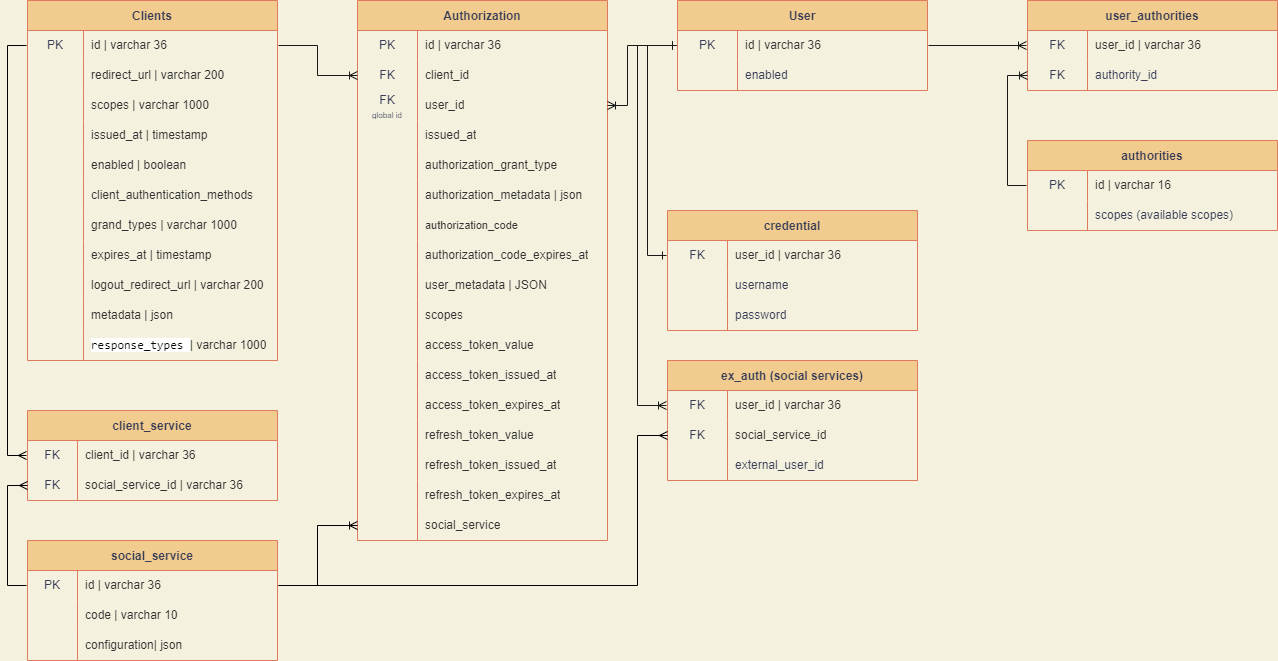 Clients
PK id | varchar 36
redirect_url | varchar 200
scopes | varchar 1000
issued_at | timestamp
enabled | boolean
client_authentication_methods
grand_types | varchar 1000
expires_at | timestamp
logout_redirect_url | varchar 200
metadata | json
response_types | varchar 1000
client_service
FK client_id | varchar 36
FK social_service_id | varchar 36
social_service
PK id | varchar 36
code | varchar 10
configuration| json
Authorization
PK id | varchar 36
FK client_id
FK user_id
global id
issued_at
authorization_grant_type
authorization_metadata | json
authorization_code
authorization_code_expires_at
user_metadata | JSON
scopes
access_token_value
access_token_issued_at
access_token_expires_at
refresh_token_value
refresh_token_issued_at
refresh_token_expires_at
social_service
User
PK id | varchar 36
enabled
credential
FK user_id | varchar 36
username
password
ex_auth (social services)
FK user_id | varchar 36
FK social_service_id
external_user_id
user_authorities
FK user_id | varchar 36
FK authority_id
authorities
PK id | varchar 16
scopes (available scopes)